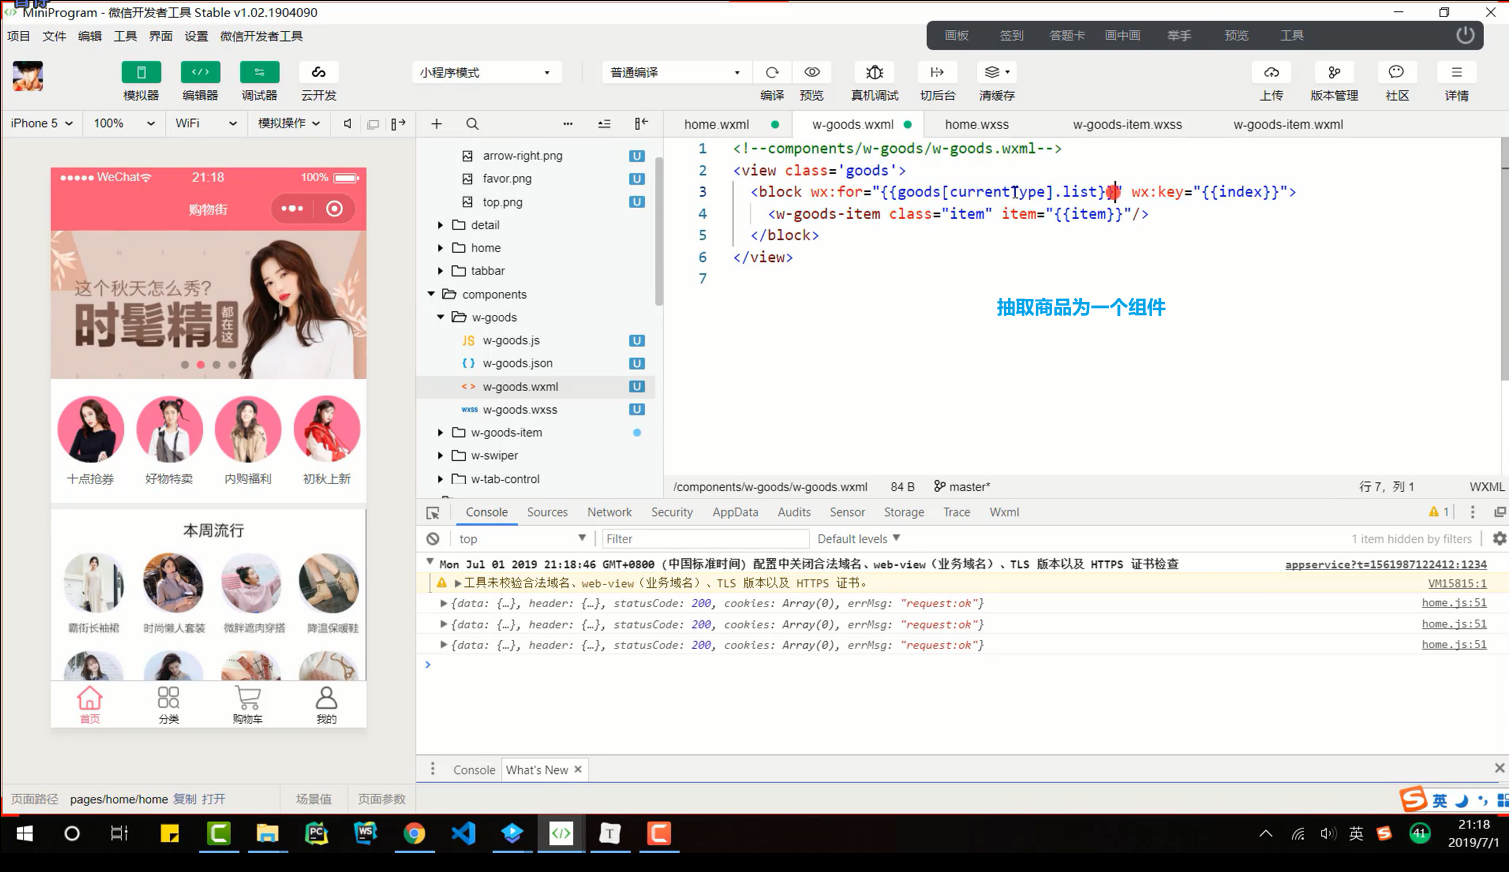 MiniProgram - 微信开发者工具 Stable v1.02.1904090
项目 文件 编辑 工具 界面 设置 微信开发者工具
画板 签到 答题卡 画中画 举手 预览 工具
小程序模式 普通编译
模拟器 编辑器 调试器 云开发 编译 预览 真机调试 切后台 清缓存 上传 版本管理 社区 详情
iPhone 5 100% WiFi 模拟操作
home.wxml w-goods.wxml home.wxss w-goods-item.wxss w-goods-item.wxml
WeChat 21:18 100%
购物街
这个秋天怎么秀?
时髦精 都在这
十点抢券 好物特卖 内购福利 初秋上新
本周流行
霸街长袖裙 时尚懒人套装 微胖遮肉穿搭 降温保暖鞋
首页 分类 购物车 我的
页面路径 pages/home/home 复制 打开 场景值 页面参数
arrow-right.png U
favor.png U
top.png U
detail
home
tabbar
components
w-goods
JS w-goods.js U
{ } w-goods.json U
< > w-goods.wxml U
wxss w-goods.wxss U
w-goods-item
w-swiper
w-tab-control
1 <!--components/w-goods/w-goods.wxml-->
2 <view class='goods'>
3 <block wx:for="{{goods[currentType].list}}" wx:key="{{index}}">
4 <w-goods-item class="item" item="{{item}}"/>
5 </block>
6 </view>
7
抽取商品为一个组件
/components/w-goods/w-goods.wxml 84 B master* 行 7，列 1 WXML
Console Sources Network Security AppData Audits Sensor Storage Trace Wxml 1
top Filter Default levels 1 item hidden by filters
Mon Jul 01 2019 21:18:46 GMT+0800 (中国标准时间) 配置中关闭合法域名、web-view（业务域名）、TLS 版本以及 HTTPS 证书检查 appservice?t=1561987122412:1234
工具未校验合法域名、web-view（业务域名）、TLS 版本以及 HTTPS 证书。 VM15815:1
{data: {…}, header: {…}, statusCode: 200, cookies: Array(0), errMsg: "request:ok"} home.js:51
{data: {…}, header: {…}, statusCode: 200, cookies: Array(0), errMsg: "request:ok"} home.js:51
{data: {…}, header: {…}, statusCode: 200, cookies: Array(0), errMsg: "request:ok"} home.js:51
Console What's New
英
PC WS T 英 41
21:18
2019/7/1